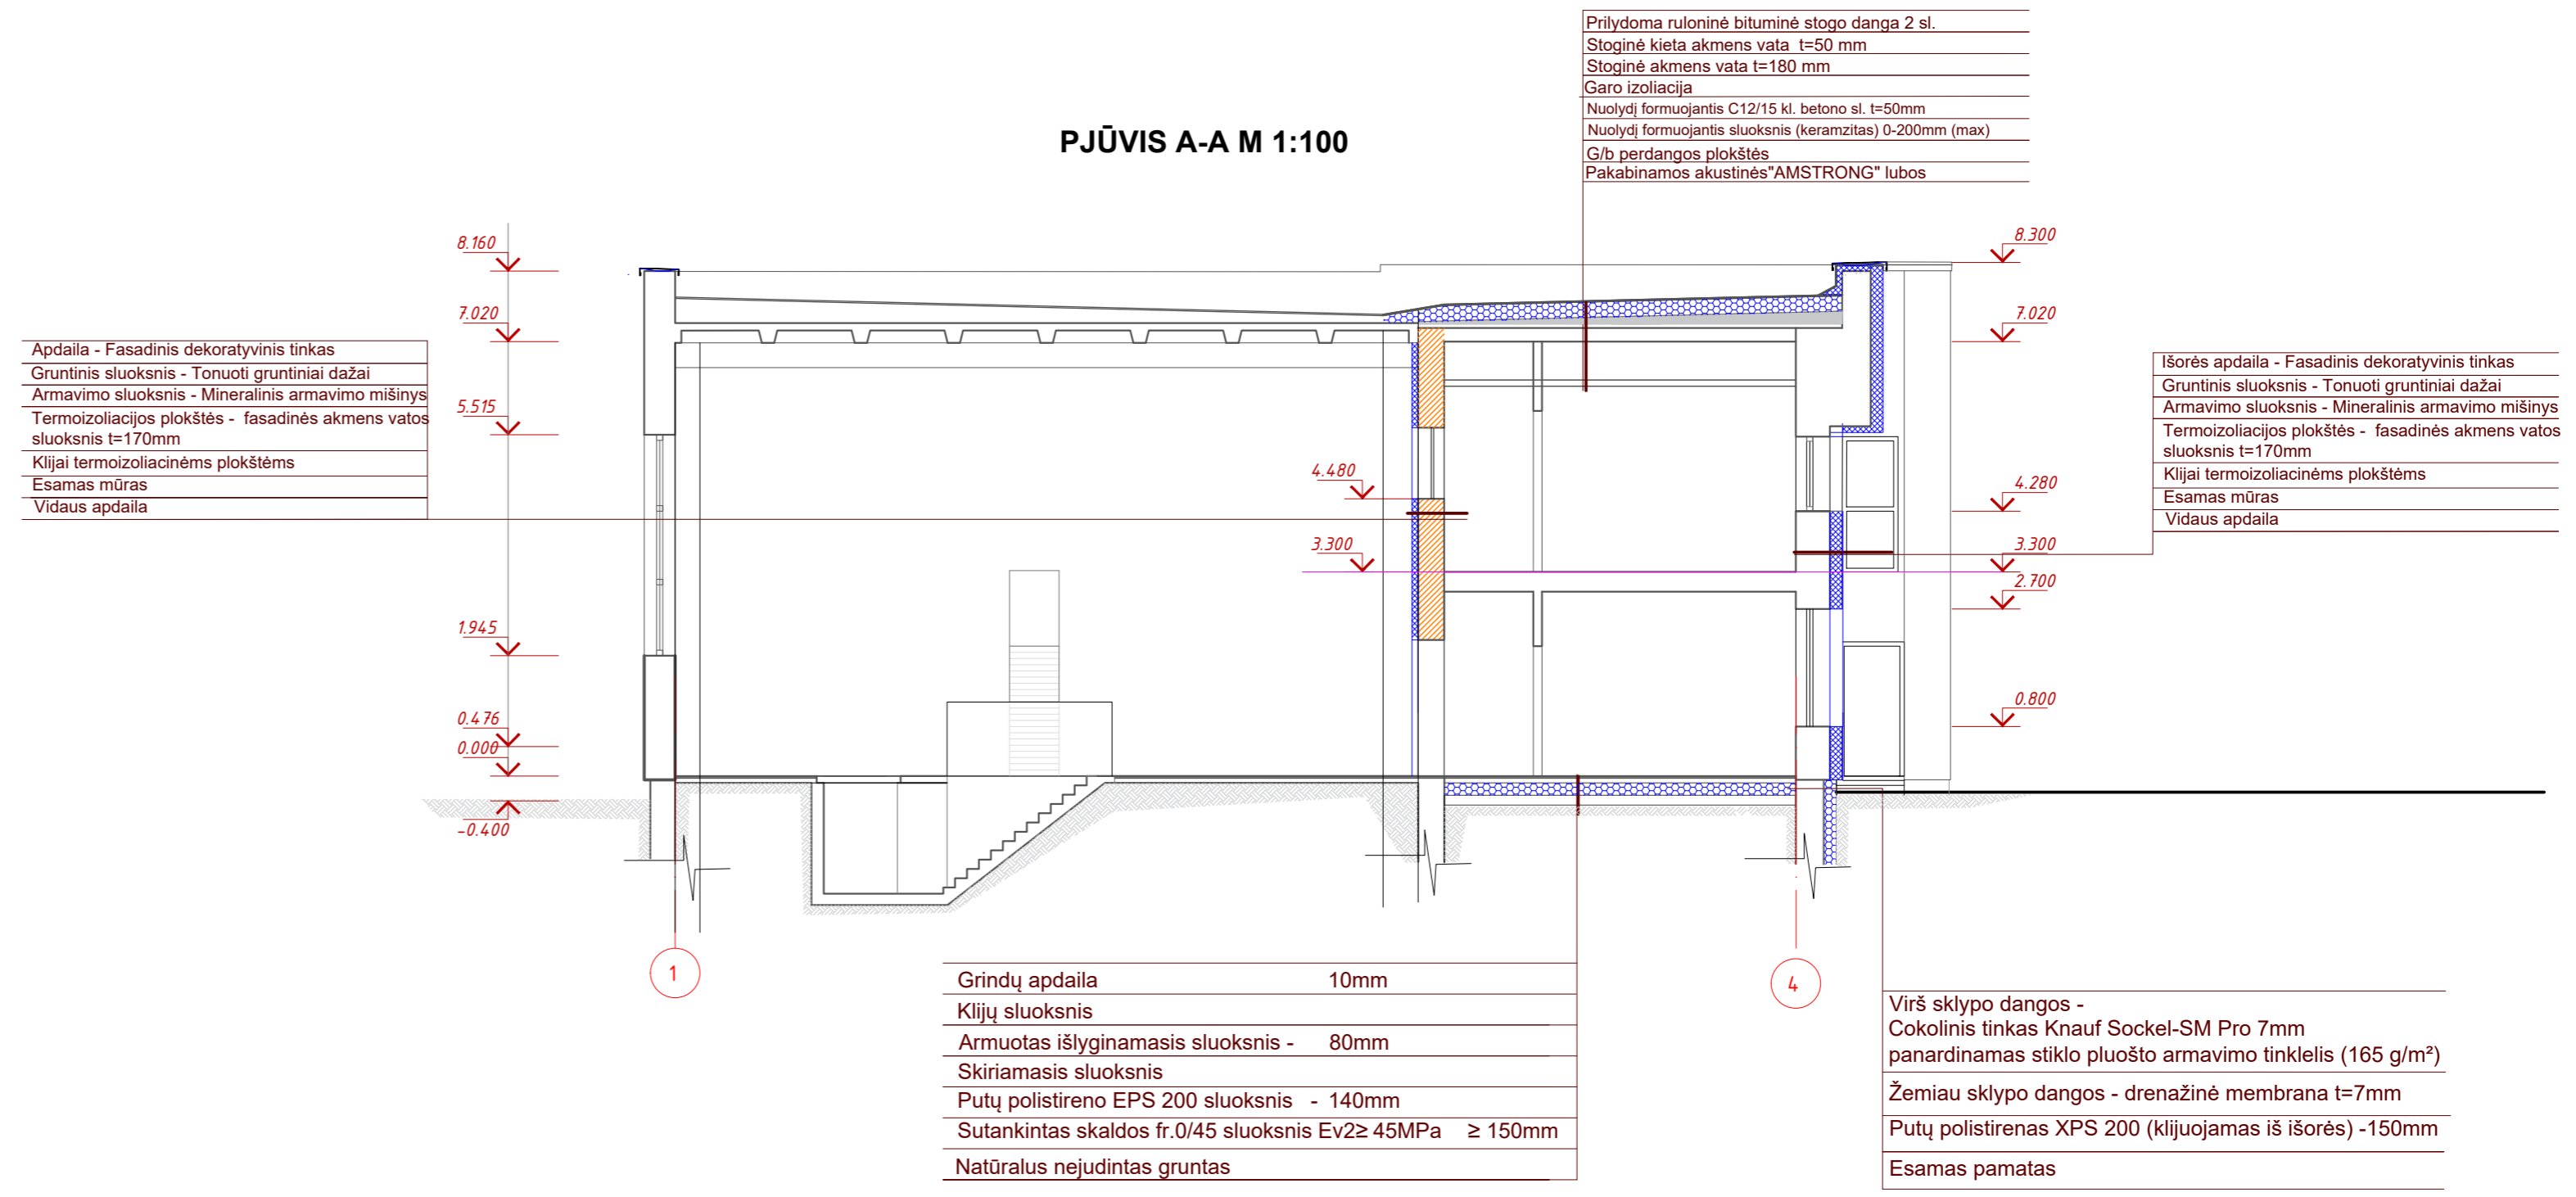 Prilydoma ruloninė bituminė stogo danga 2 sl.
Stoginė kieta akmens vata t=50 mm
Stoginė akmens vata t=180 mm
Garo izoliacija
Nuolydį formuojantis C12/15 kl. betono sl. t=50mm
Nuolydį formuojantis sluoksnis (keramzitas) 0-200mm (max)
G/b perdangos plokštės
Pakabinamos akustinės"AMSTRONG" lubos
PJŪVIS A-A M 1:100
8.160
7.020
5.515
1.945
0.476
0.000
-0.400
Apdaila - Fasadinis dekoratyvinis tinkas
Gruntinis sluoksnis - Tonuoti gruntiniai dažai
Armavimo sluoksnis - Mineralinis armavimo mišinys
Termoizoliacijos plokštės - fasadinės akmens vatos
sluoksnis t=170mm
Klijai termoizoliacinėms plokštėms
Esamas mūras
Vidaus apdaila
4.480
3.300
8.300
7.020
4.280
3.300
2.700
0.800
Išorės apdaila - Fasadinis dekoratyvinis tinkas
Gruntinis sluoksnis - Tonuoti gruntiniai dažai
Armavimo sluoksnis - Mineralinis armavimo mišinys
Termoizoliacijos plokštės - fasadinės akmens vatos
sluoksnis t=170mm
Klijai termoizoliacinėms plokštėms
Esamas mūras
Vidaus apdaila
1
4
Grindų apdaila 10mm
Klijų sluoksnis
Armuotas išlyginamasis sluoksnis - 80mm
Skiriamasis sluoksnis
Putų polistireno EPS 200 sluoksnis - 140mm
Sutankintas skaldos fr.0/45 sluoksnis Ev2≥ 45MPa ≥ 150mm
Natūralus nejudintas gruntas
Virš sklypo dangos -
Cokolinis tinkas Knauf Sockel-SM Pro 7mm
panardinamas stiklo pluošto armavimo tinklelis (165 g/m²)
Žemiau sklypo dangos - drenažinė membrana t=7mm
Putų polistirenas XPS 200 (klijuojamas iš išorės) -150mm
Esamas pamatas